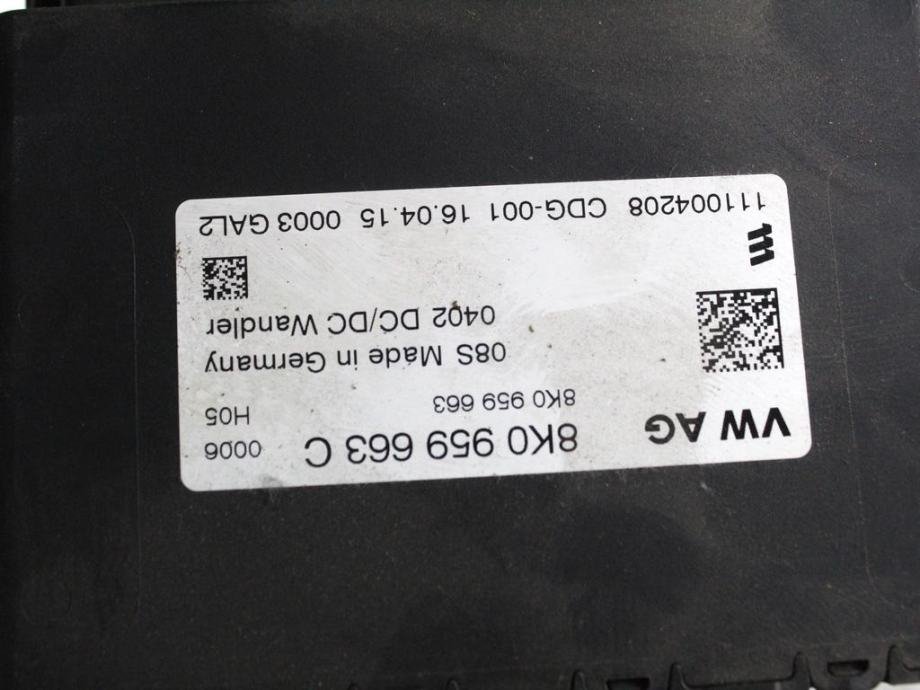 VW AG 8K0 959 663 C 0006
8K0 959 663 H05
08S Made in Germany
0402 DC/DC Wandler
111004208 CDG-001 16.04.15 0003 GAL2